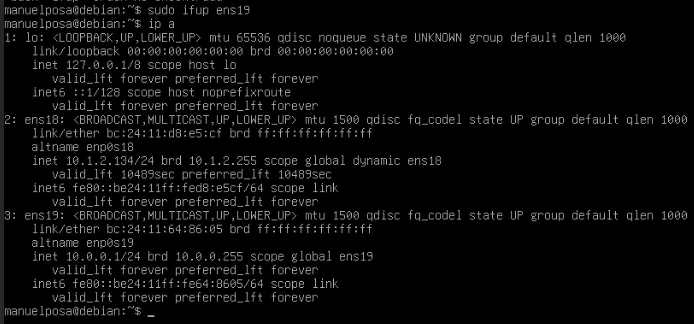 manuelposa@debian:~$ sudo ifup ens19
manuelposa@debian:~$ ip a
1: lo: <LOOPBACK,UP,LOWER_UP> mtu 65536 qdisc noqueue state UNKNOWN group default qlen 1000
    link/loopback 00:00:00:00:00:00 brd 00:00:00:00:00:00
    inet 127.0.0.1/8 scope host lo
       valid_lft forever preferred_lft forever
    inet6 ::1/128 scope host noprefixroute
       valid_lft forever preferred_lft forever
2: ens18: <BROADCAST,MULTICAST,UP,LOWER_UP> mtu 1500 qdisc fq_codel state UP group default qlen 1000
    link/ether bc:24:11:d8:e5:cf brd ff:ff:ff:ff:ff:ff
    altname enp0s18
    inet 10.1.2.134/24 brd 10.1.2.255 scope global dynamic ens18
       valid_lft 10489sec preferred_lft 10489sec
    inet6 fe80::be24:11ff:fed8:e5cf/64 scope link
       valid_lft forever preferred_lft forever
3: ens19: <BROADCAST,MULTICAST,UP,LOWER_UP> mtu 1500 qdisc fq_codel state UP group default qlen 1000
    link/ether bc:24:11:64:86:05 brd ff:ff:ff:ff:ff:ff
    altname enp0s19
    inet 10.0.0.1/24 brd 10.0.0.255 scope global ens19
       valid_lft forever preferred_lft forever
    inet6 fe80::be24:11ff:fe64:8605/64 scope link
       valid_lft forever preferred_lft forever
manuelposa@debian:~$ _